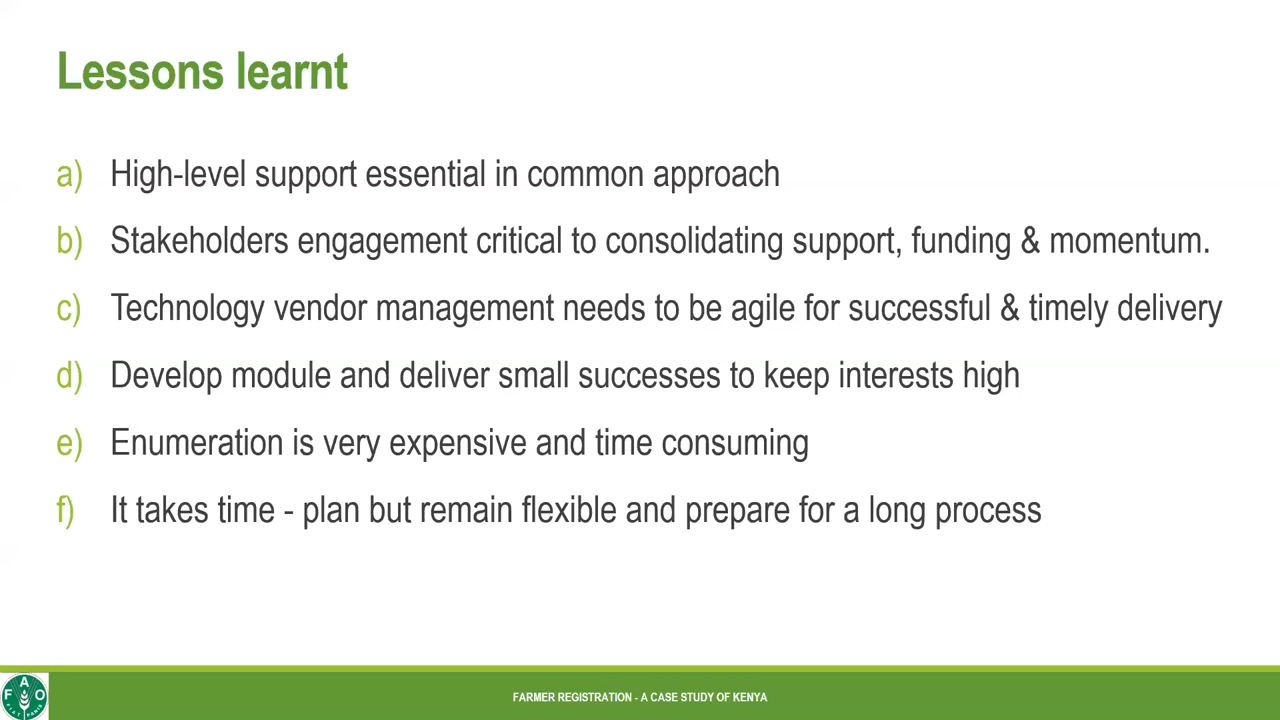 Lessons learnt
a) High-level support essential in common approach
b) Stakeholders engagement critical to consolidating support, funding & momentum.
c) Technology vendor management needs to be agile for successful & timely delivery
d) Develop module and deliver small successes to keep interests high
e) Enumeration is very expensive and time consuming
f) It takes time - plan but remain flexible and prepare for a long process
F A O
FIAT PANIS
FARMER REGISTRATION - A CASE STUDY OF KENYA